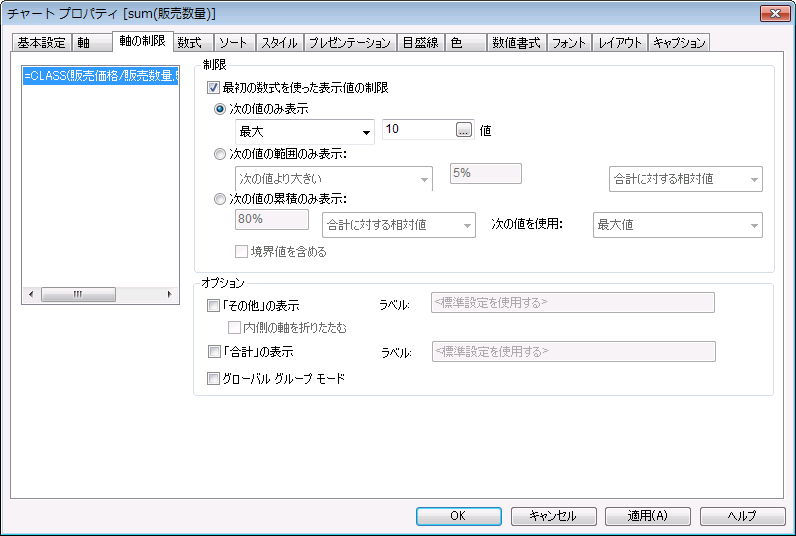 チャート プロパティ [sum(販売数量)]
基本設定 軸 軸の制限 数式 ソート スタイル プレゼンテーション 目盛線 色 数値書式 フォント レイアウト キャプション
=CLASS(販売価格/販売数量,
制限
最初の数式を使った表示値の制限
次の値のみ表示
最大 10 ... 値
次の値の範囲のみ表示:
次の値より大きい 5% 合計に対する相対値
次の値の累積のみ表示:
80% 合計に対する相対値 次の値を使用: 最大値
境界値を含める
オプション
「その他」の表示 ラベル: <標準設定を使用する>
内側の軸を折りたたむ
「合計」の表示 ラベル: <標準設定を使用する>
グローバル グループ モード
OK キャンセル 適用(A) ヘルプ